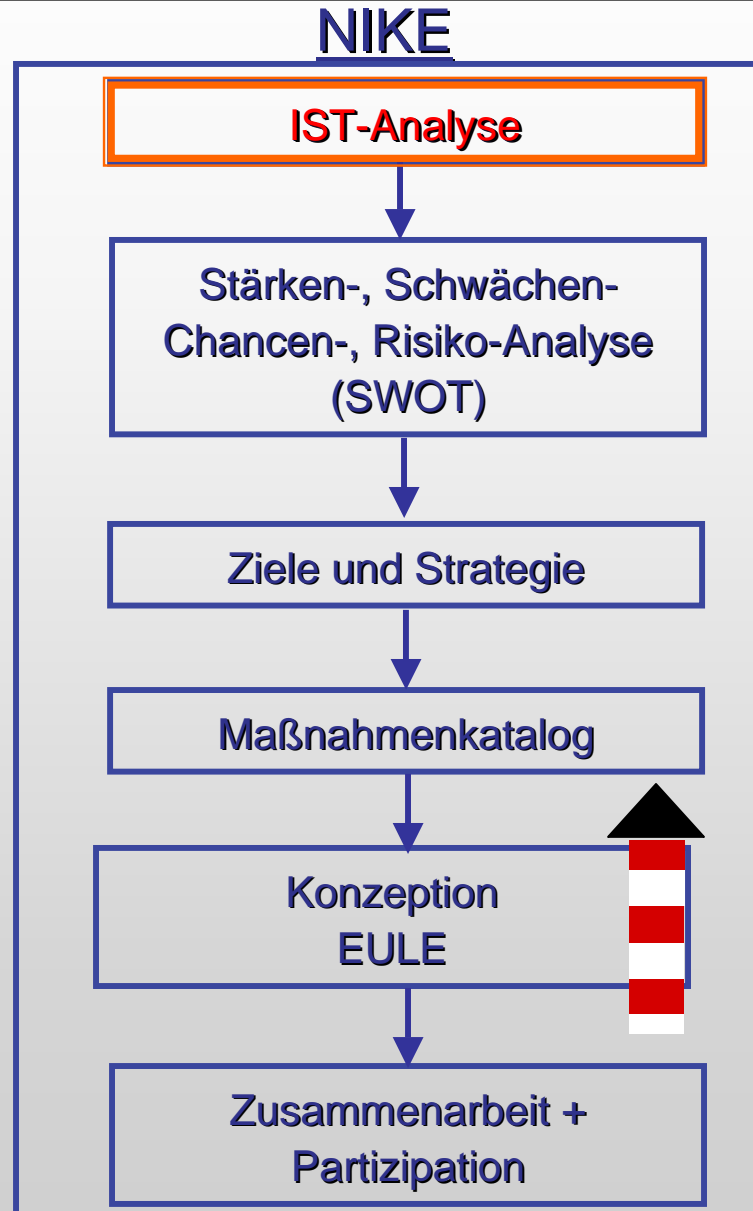 NIKE
IST-Analyse
Stärken-, Schwächen-
Chancen-, Risiko-Analyse
(SWOT)
Ziele und Strategie
Maßnahmenkatalog
Konzeption
EULE
Zusammenarbeit +
Partizipation